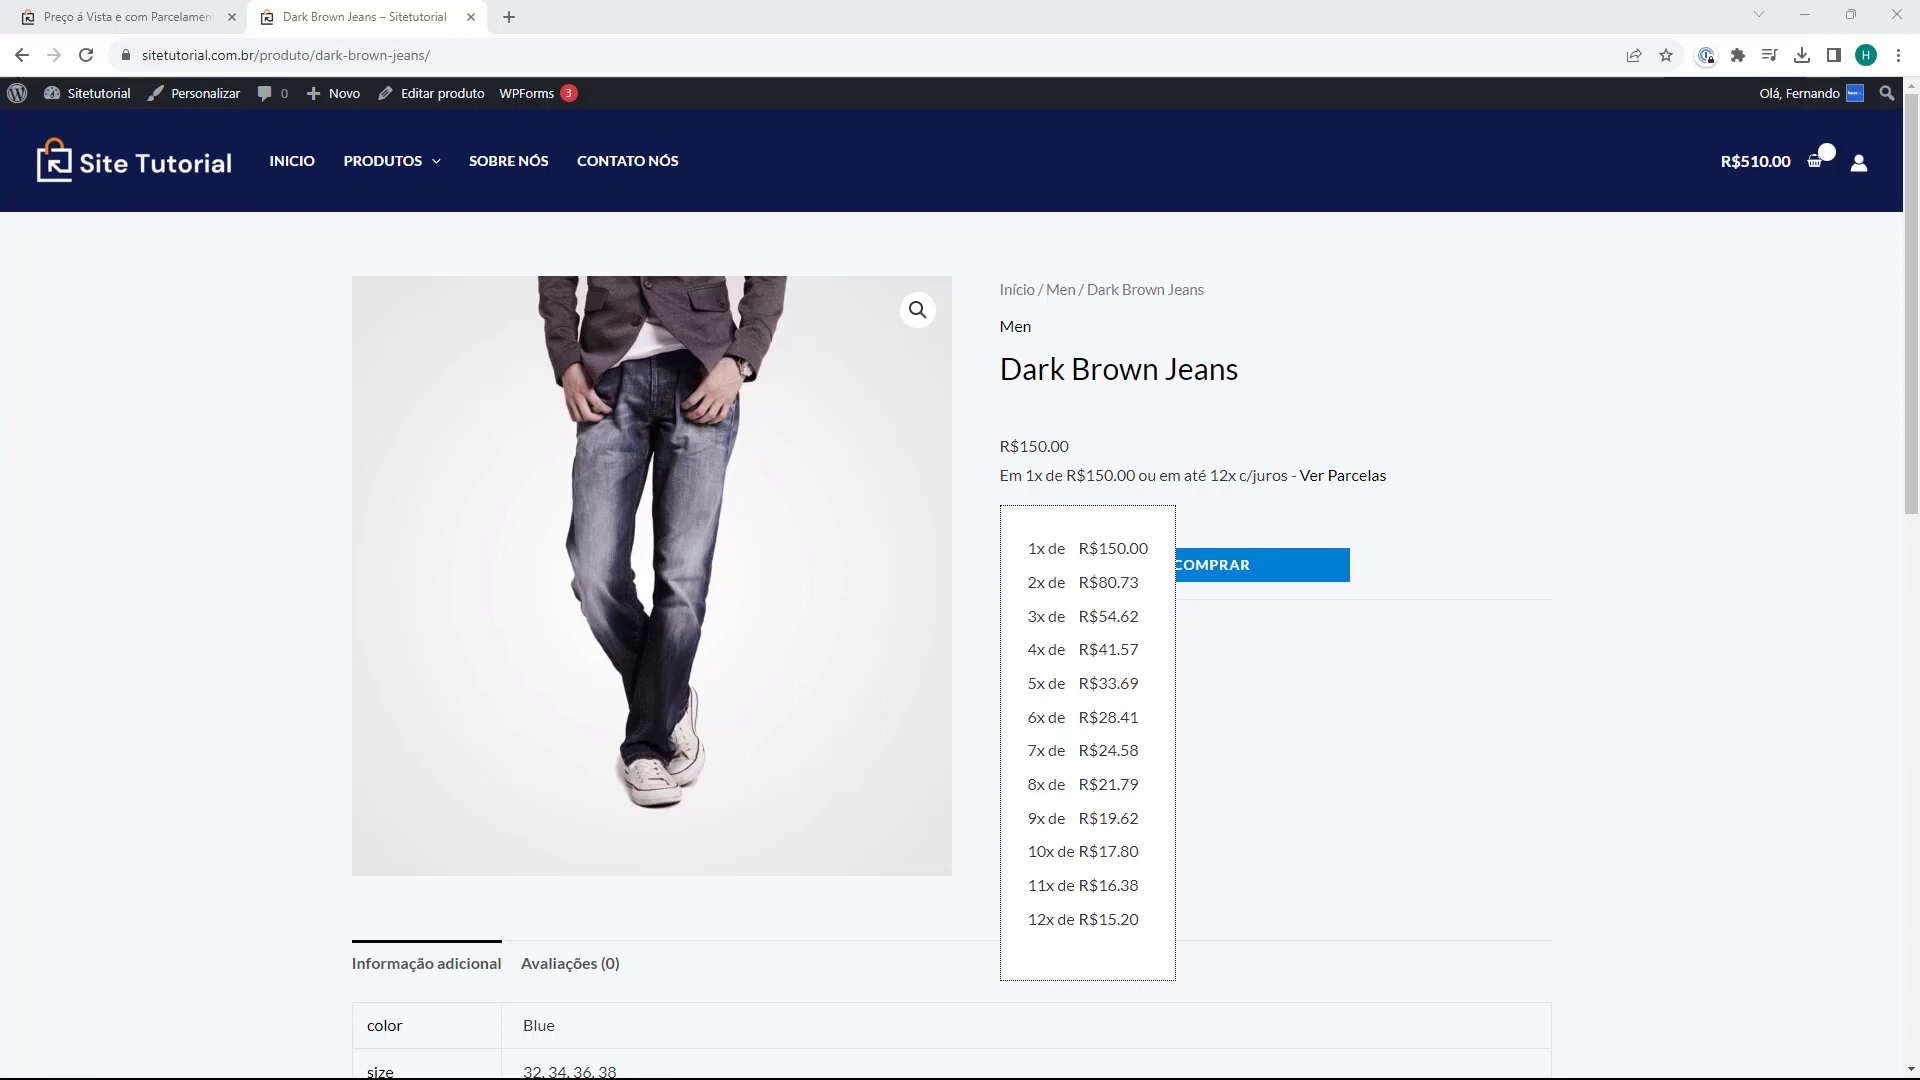 Preço á Vista e com Parcelamen
Dark Brown Jeans – Sitetutorial
sitetutorial.com.br/produto/dark-brown-jeans/
H
Sitetutorial
Personalizar
0
Novo
Editar produto
WPForms 3
Olá, Fernando
Site Tutorial
INICIO
PRODUTOS
SOBRE NÓS
CONTATO NÓS
R$510.00
Início / Men / Dark Brown Jeans
Men
Dark Brown Jeans
R$150.00
Em 1x de R$150.00 ou em até 12x c/juros - Ver Parcelas
COMPRAR
1x de R$150.00
2x de R$80.73
3x de R$54.62
4x de R$41.57
5x de R$33.69
6x de R$28.41
7x de R$24.58
8x de R$21.79
9x de R$19.62
10x de R$17.80
11x de R$16.38
12x de R$15.20
Informação adicional
Avaliações (0)
color Blue
size 32, 34, 36, 38